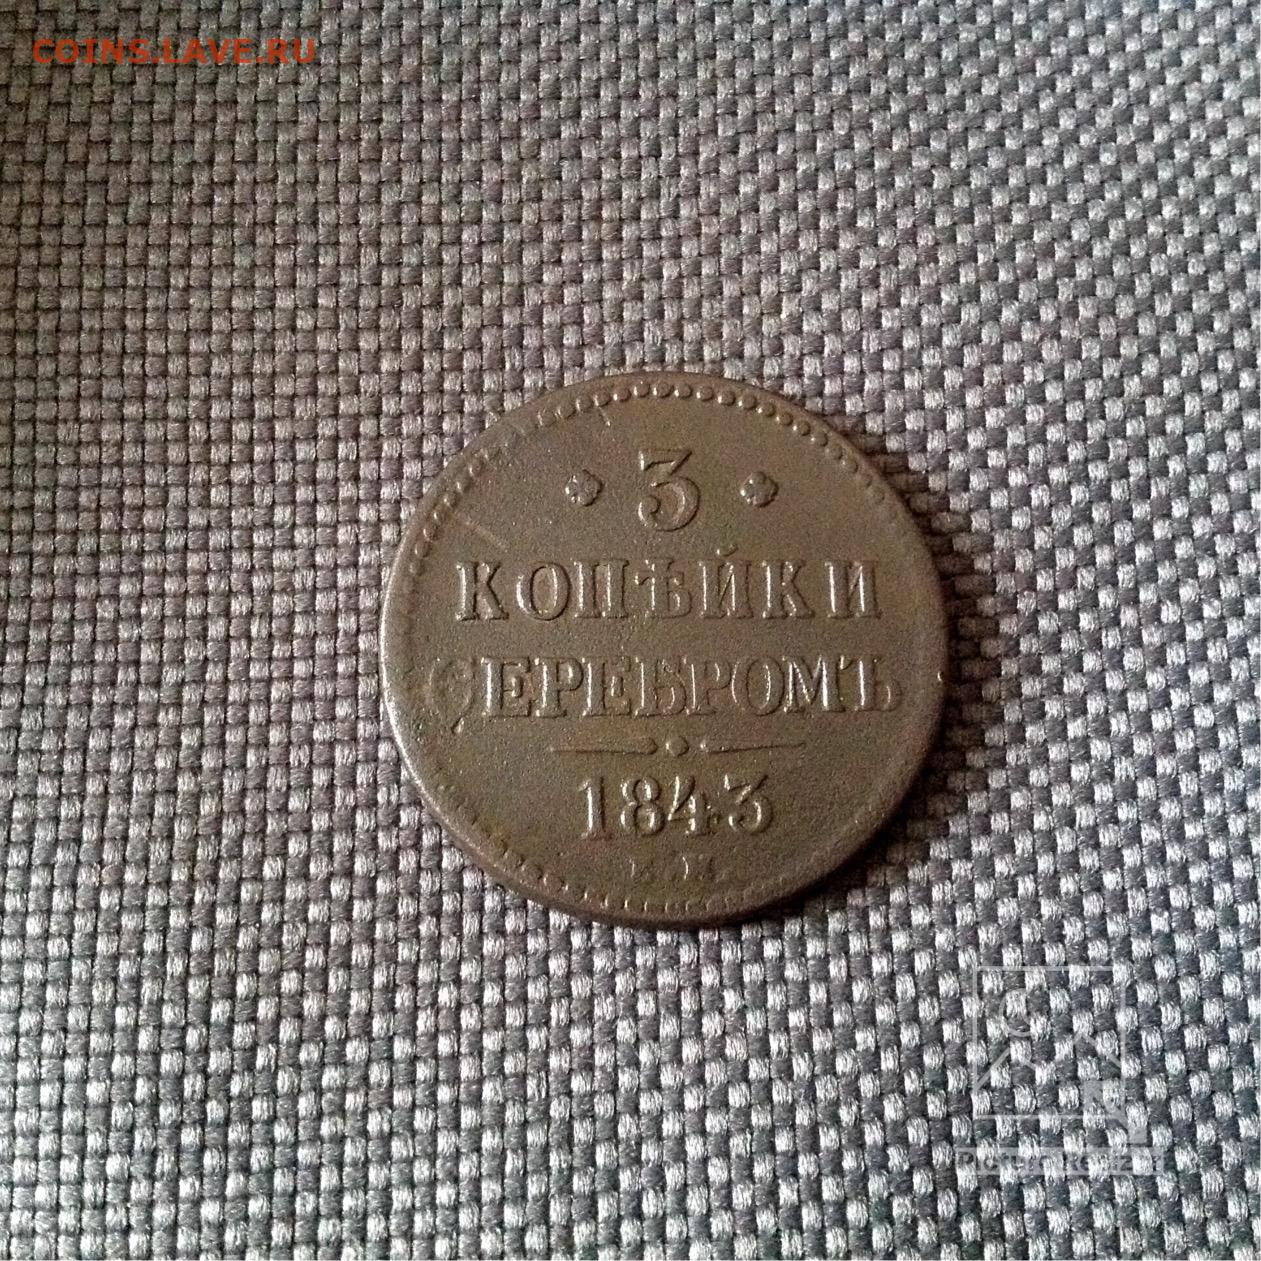 COINS.LAVE.RU
3
КОПѢЙКИ
СЕРЕБРОМЪ
1843